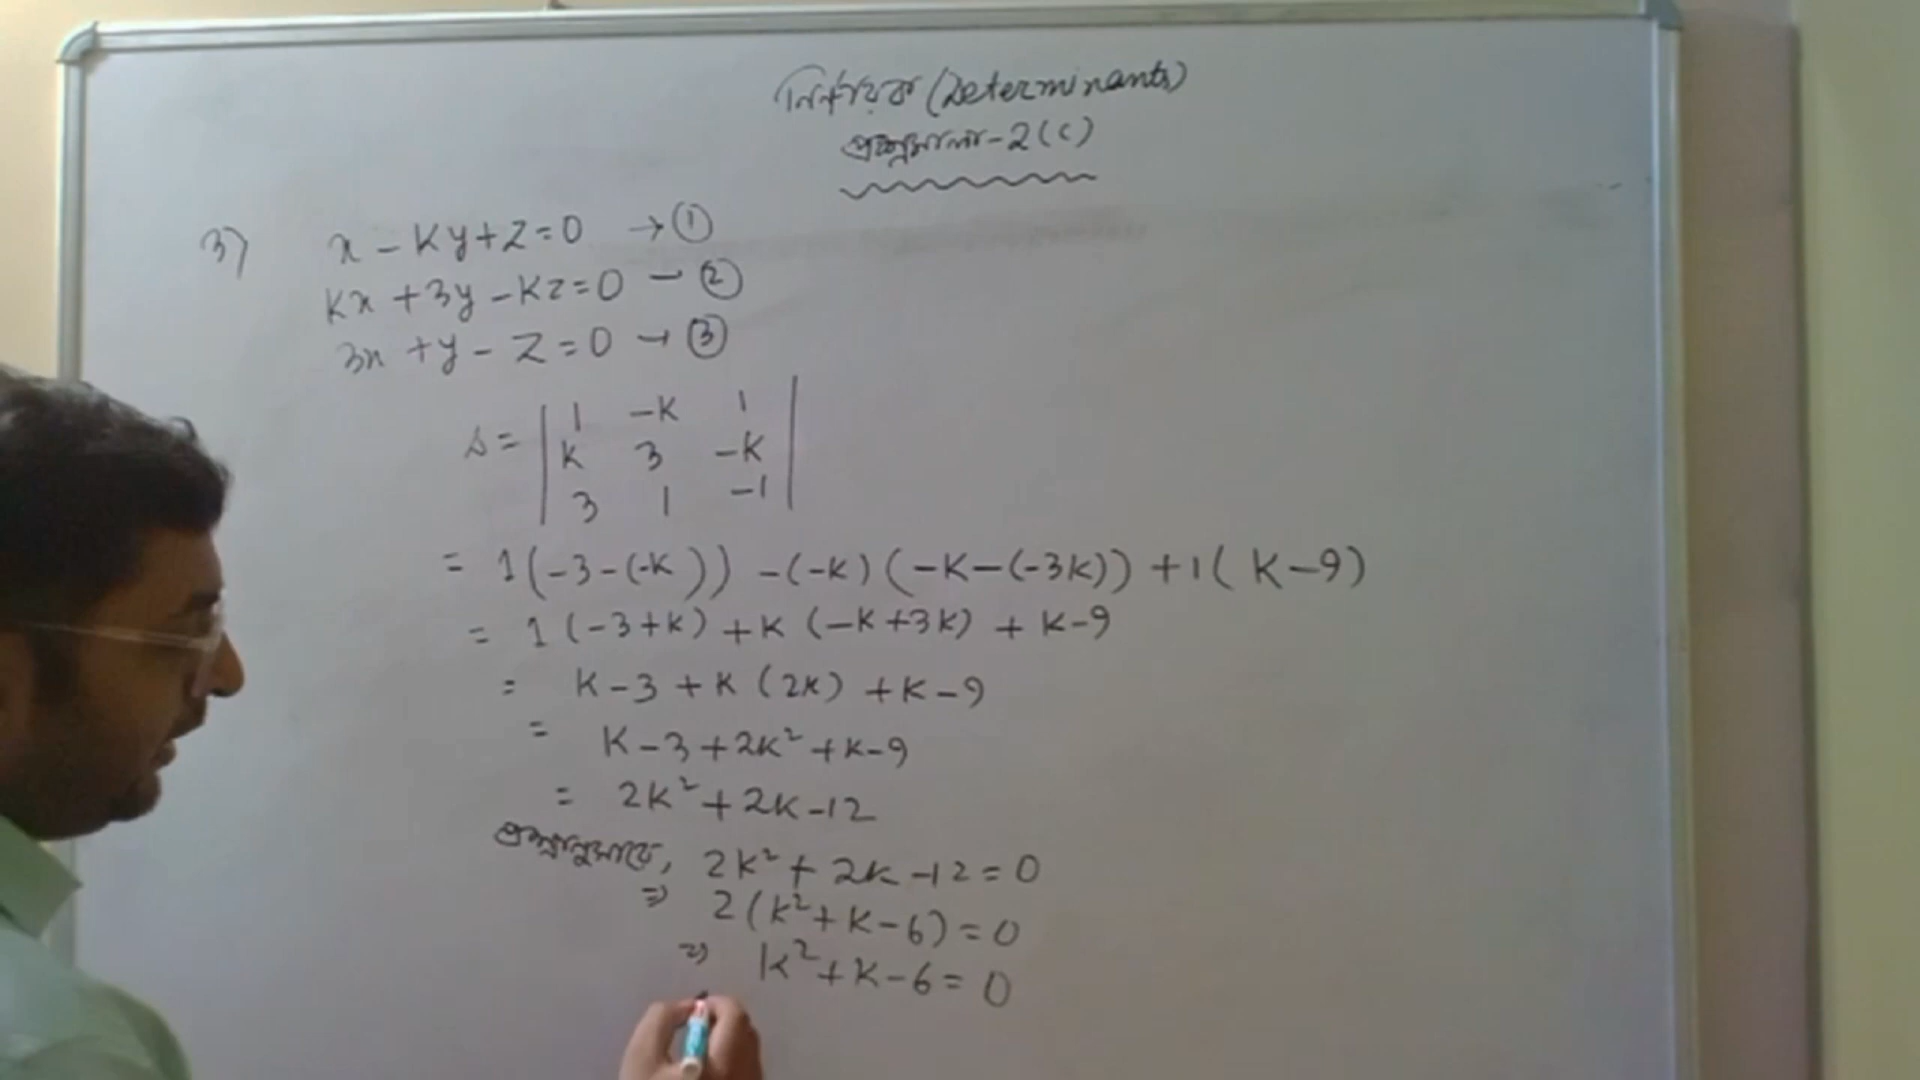 নির্ণায়ক (Determinants)
প্রশ্নমালা-2(c)
3) x - Ky + z = 0 → ①
Kx + 3y - Kz = 0 - ②
3x + y - z = 0 → ③
Δ = | 1 -K 1 |
| K 3 -K |
| 3 1 -1 |
= 1(-3-(-K)) -(-K)(-K-(-3K)) + 1(K-9)
= 1(-3+K) + K(-K+3K) + K-9
= K-3+K(2K)+K-9
= K-3+2K²+K-9
= 2K²+2K-12
প্রশ্নানুসারে, 2K²+2K-12=0
⇒ 2(K²+K-6)=0
⇒ K²+K-6=0